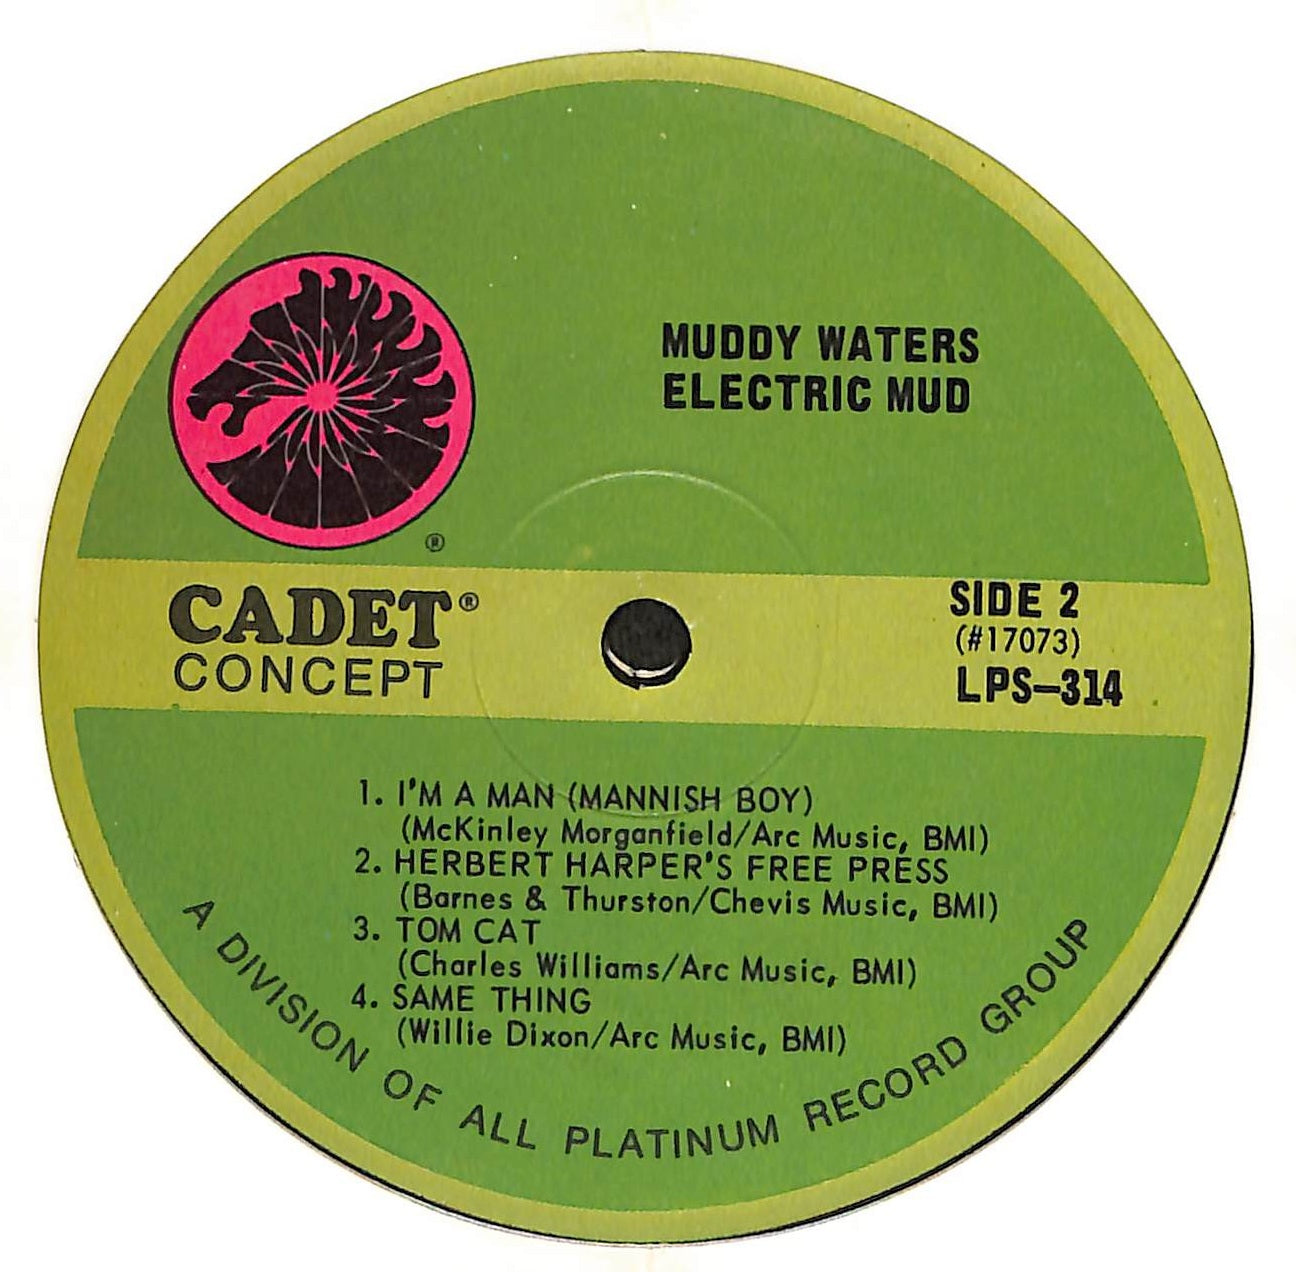 MUDDY WATERS
ELECTRIC MUD
®
CADET®
CONCEPT
SIDE 2
(#17073)
LPS-314
1. I'M A MAN (MANNISH BOY)
(McKinley Morganfield/Arc Music, BMI)
2. HERBERT HARPER'S FREE PRESS
(Barnes & Thurston/Chevis Music, BMI)
3. TOM CAT
(Charles Williams/Arc Music, BMI)
4. SAME THING
(Willie Dixon/Arc Music, BMI)
A DIVISION OF ALL PLATINUM RECORD GROUP